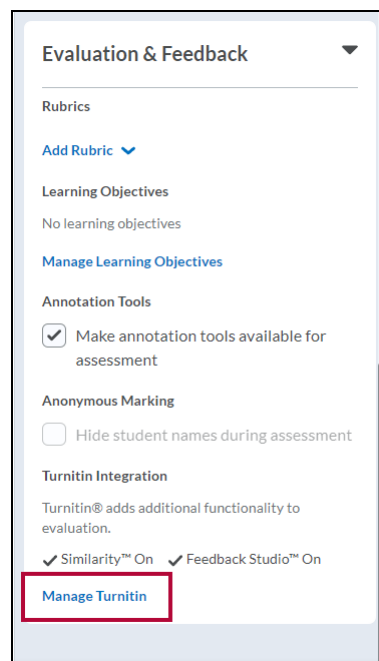 Evaluation & Feedback
Rubrics
Add Rubric
Learning Objectives
No learning objectives
Manage Learning Objectives
Annotation Tools
Make annotation tools available for
assessment
Anonymous Marking
Hide student names during assessment
Turnitin Integration
Turnitin® adds additional functionality to
evaluation.
Similarity™ On Feedback Studio™ On
Manage Turnitin